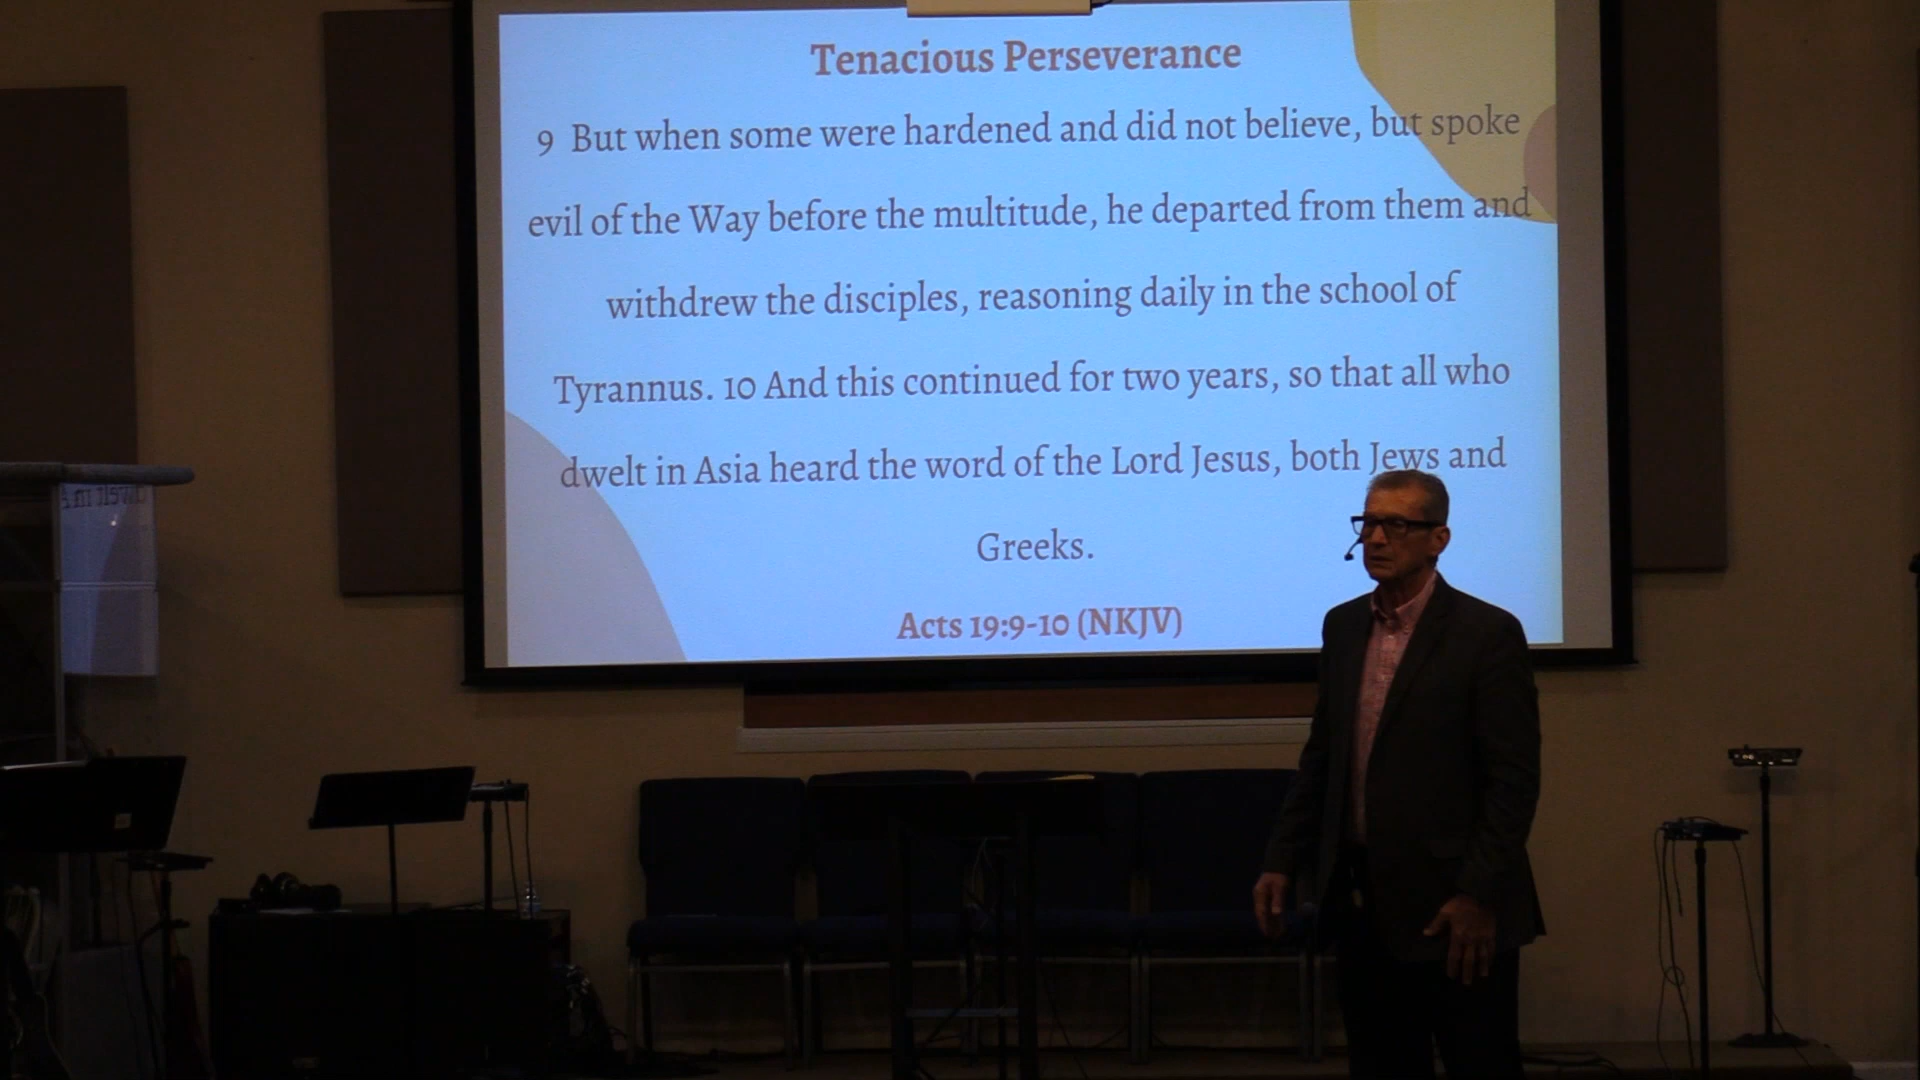 Tenacious Perseverance
9 But when some were hardened and did not believe, but spoke
evil of the Way before the multitude, he departed from them and
withdrew the disciples, reasoning daily in the school of
Tyrannus. 10 And this continued for two years, so that all who
dwelt in Asia heard the word of the Lord Jesus, both Jews and
Greeks.
Acts 19:9-10 (NKJV)